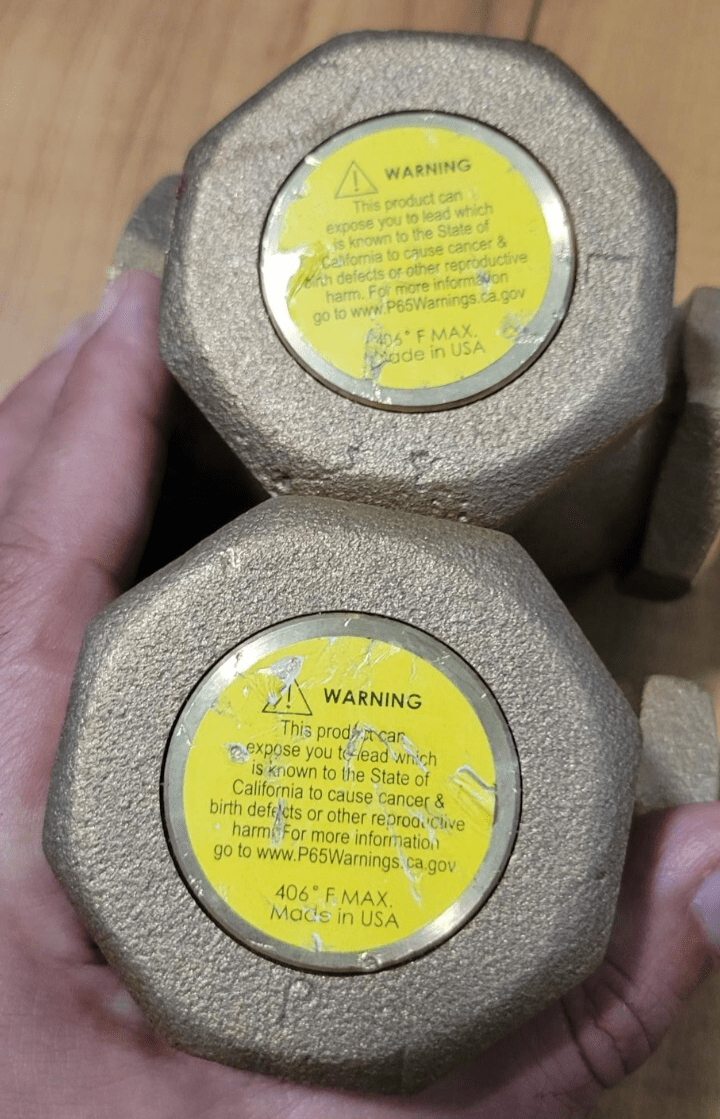 WARNING
This product can
expose you to lead which
is known to the State of
California to cause cancer &
birth defects or other reproductive
harm. For more information
go to www.P65Warnings.ca.gov
406° F MAX.
Made in USA
WARNING
This product can
expose you to lead which
is known to the State of
California to cause cancer &
birth defects or other reproductive
harm. For more information
go to www.P65Warnings.ca.gov
406° F MAX.
Made in USA